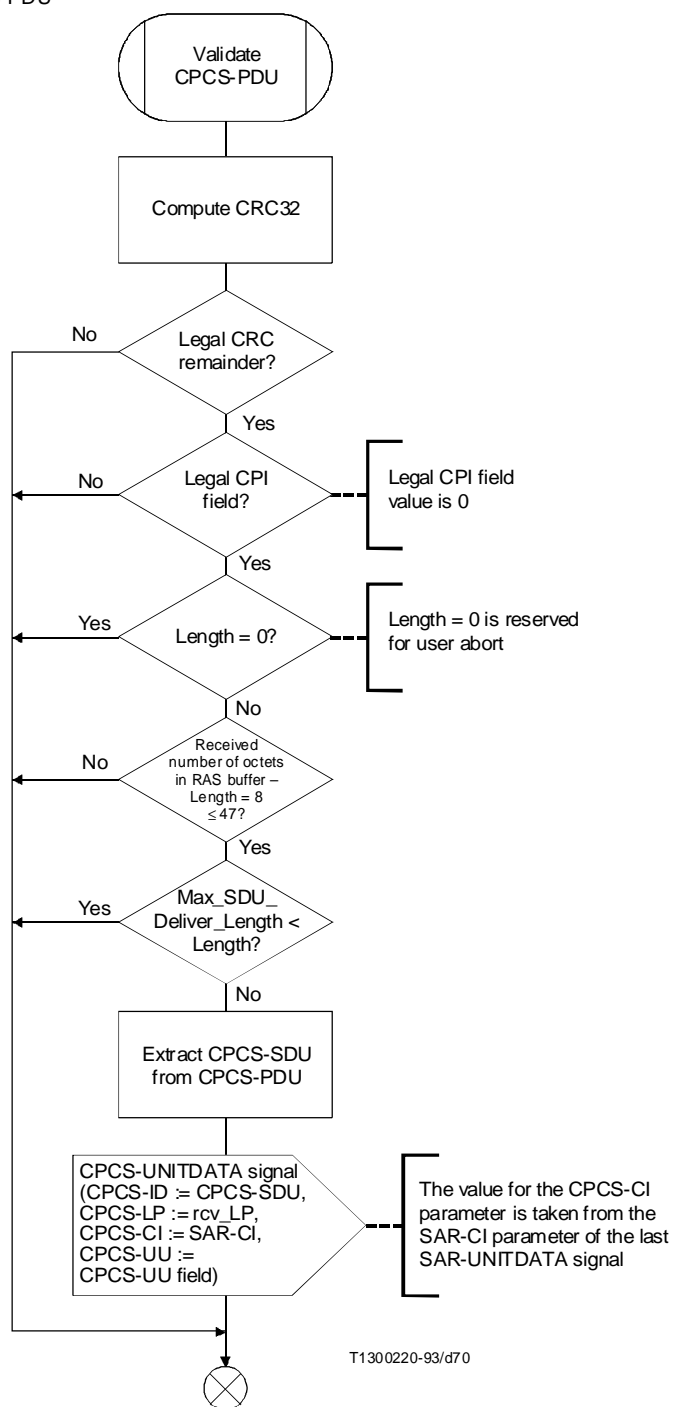 Validate
CPCS-PDU
Compute CRC32
No
Legal CRC
remainder?
Yes
No
Legal CPI
field?
Legal CPI field
value is 0
Yes
Yes
Length = 0?
Length = 0 is reserved
for user abort
No
No
Received
number of octets
in RAS buffer –
Length = 8
≤ 47?
Yes
Yes
Max_SDU_
Deliver_Length <
Length?
No
Extract CPCS-SDU
from CPCS-PDU
CPCS-UNITDATA signal
(CPCS-ID := CPCS-SDU,
CPCS-LP := rcv_LP,
CPCS-CI := SAR-CI,
CPCS-UU :=
CPCS-UU field)
The value for the CPCS-CI
parameter is taken from the
SAR-CI parameter of the last
SAR-UNITDATA signal
T1300220-93/d70